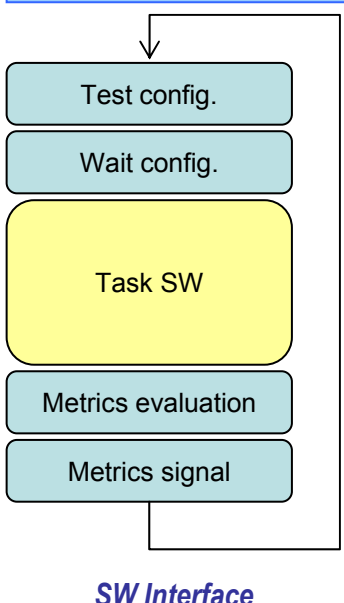 Test config.
Wait config.
Task SW
Metrics evaluation
Metrics signal
SW Interface